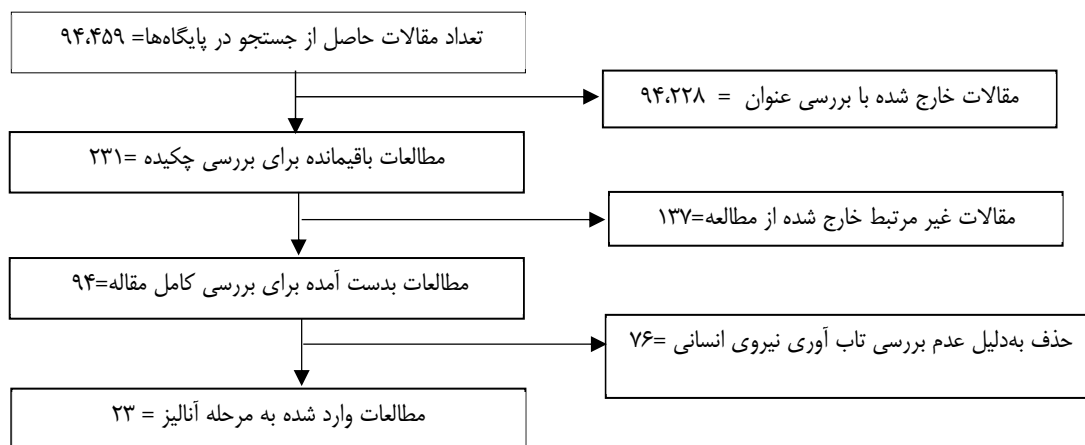 تعداد مقالات حاصل از جستجو در پایگاه‌ها= ۹۴،۴۵۹
مقالات خارج شده با بررسی عنوان = ۹۴،۲۲۸
مطالعات باقیمانده برای بررسی چکیده =۲۳۱
مقالات غیر مرتبط خارج شده از مطالعه=۱۳۷
مطالعات بدست آمده برای بررسی کامل مقاله=۹۴
حذف به‌دلیل عدم بررسی تاب آوری نیروی انسانی =۷۶
مطالعات وارد شده به مرحله آنالیز = ۲۳